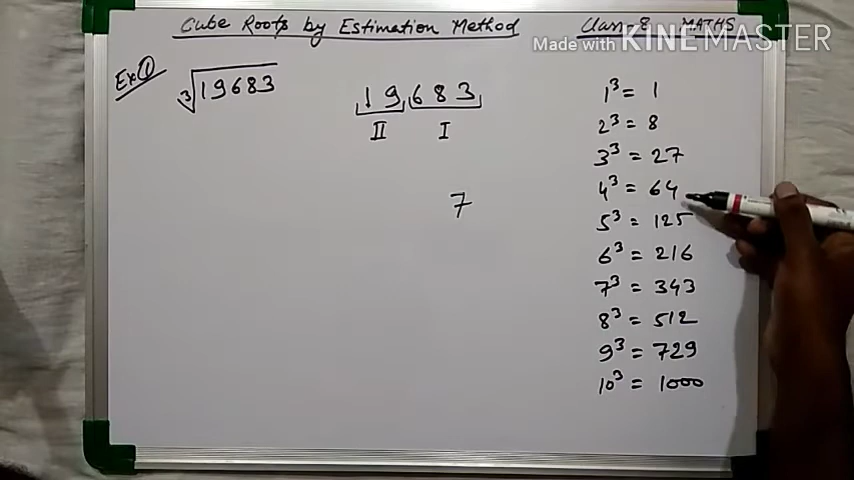 Cube Roots by Estimation Method
Class-8 MATHS
Made with KINEMASTER
Ex①
∛19683
19 683
II I
7
1³ = 1
2³ = 8
3³ = 27
4³ = 64
5³ = 125
6³ = 216
7³ = 343
8³ = 512
9³ = 729
10³ = 1000